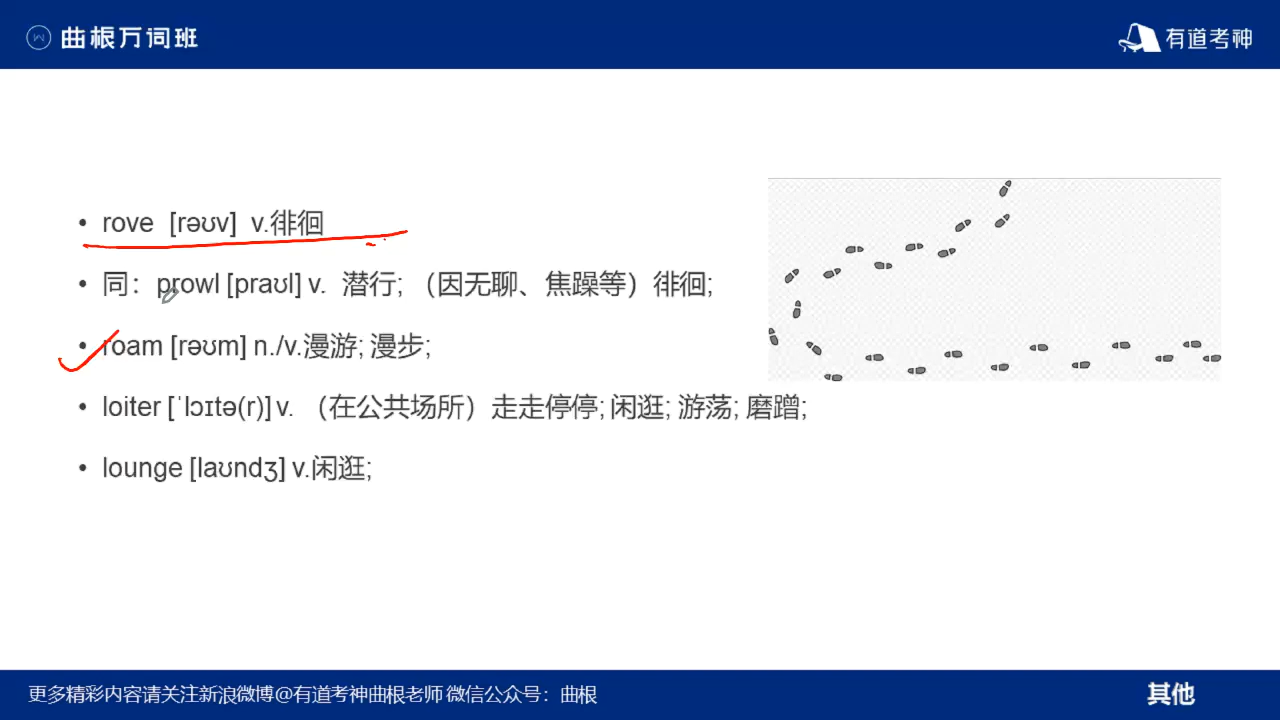 曲根万词班
有道考神
• rove [rəʊv] v.徘徊
• 同：prowl [praʊl] v. 潜行; （因无聊、焦躁等）徘徊;
• roam [rəʊm] n./v.漫游; 漫步;
• loiter [ˈlɔɪtə(r)] v. （在公共场所）走走停停; 闲逛; 游荡; 磨蹭;
• lounge [laʊndʒ] v.闲逛;
更多精彩内容请关注新浪微博@有道考神曲根老师 微信公众号：曲根
其他